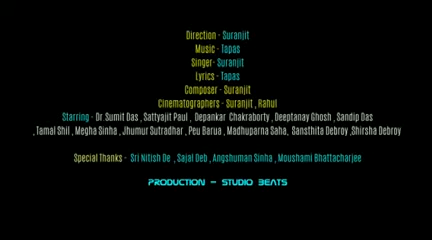 Direction - Suranjit
Music - Tapas
Singer- Suranjit
Lyrics - Tapas
Composer - Suranjit
Cinematographers - Suranjit , Rahul
Starring - Dr Sumit Das , Sattyajit Paul , Depankar Chakraborty , Deeptanay Ghosh , Sandip Das
, Tamal Shil , Megha Sinha , Jhumur Sutradhar , Peu Barua , Madhuparna Saha, Sansthita Debroy ,Shirsha Debroy
Special Thanks - Sri Nitish De , Sajal Deb , Angshuman Sinha , Moushami Bhattacharjee
PRODUCTION - STUDIO BEATS